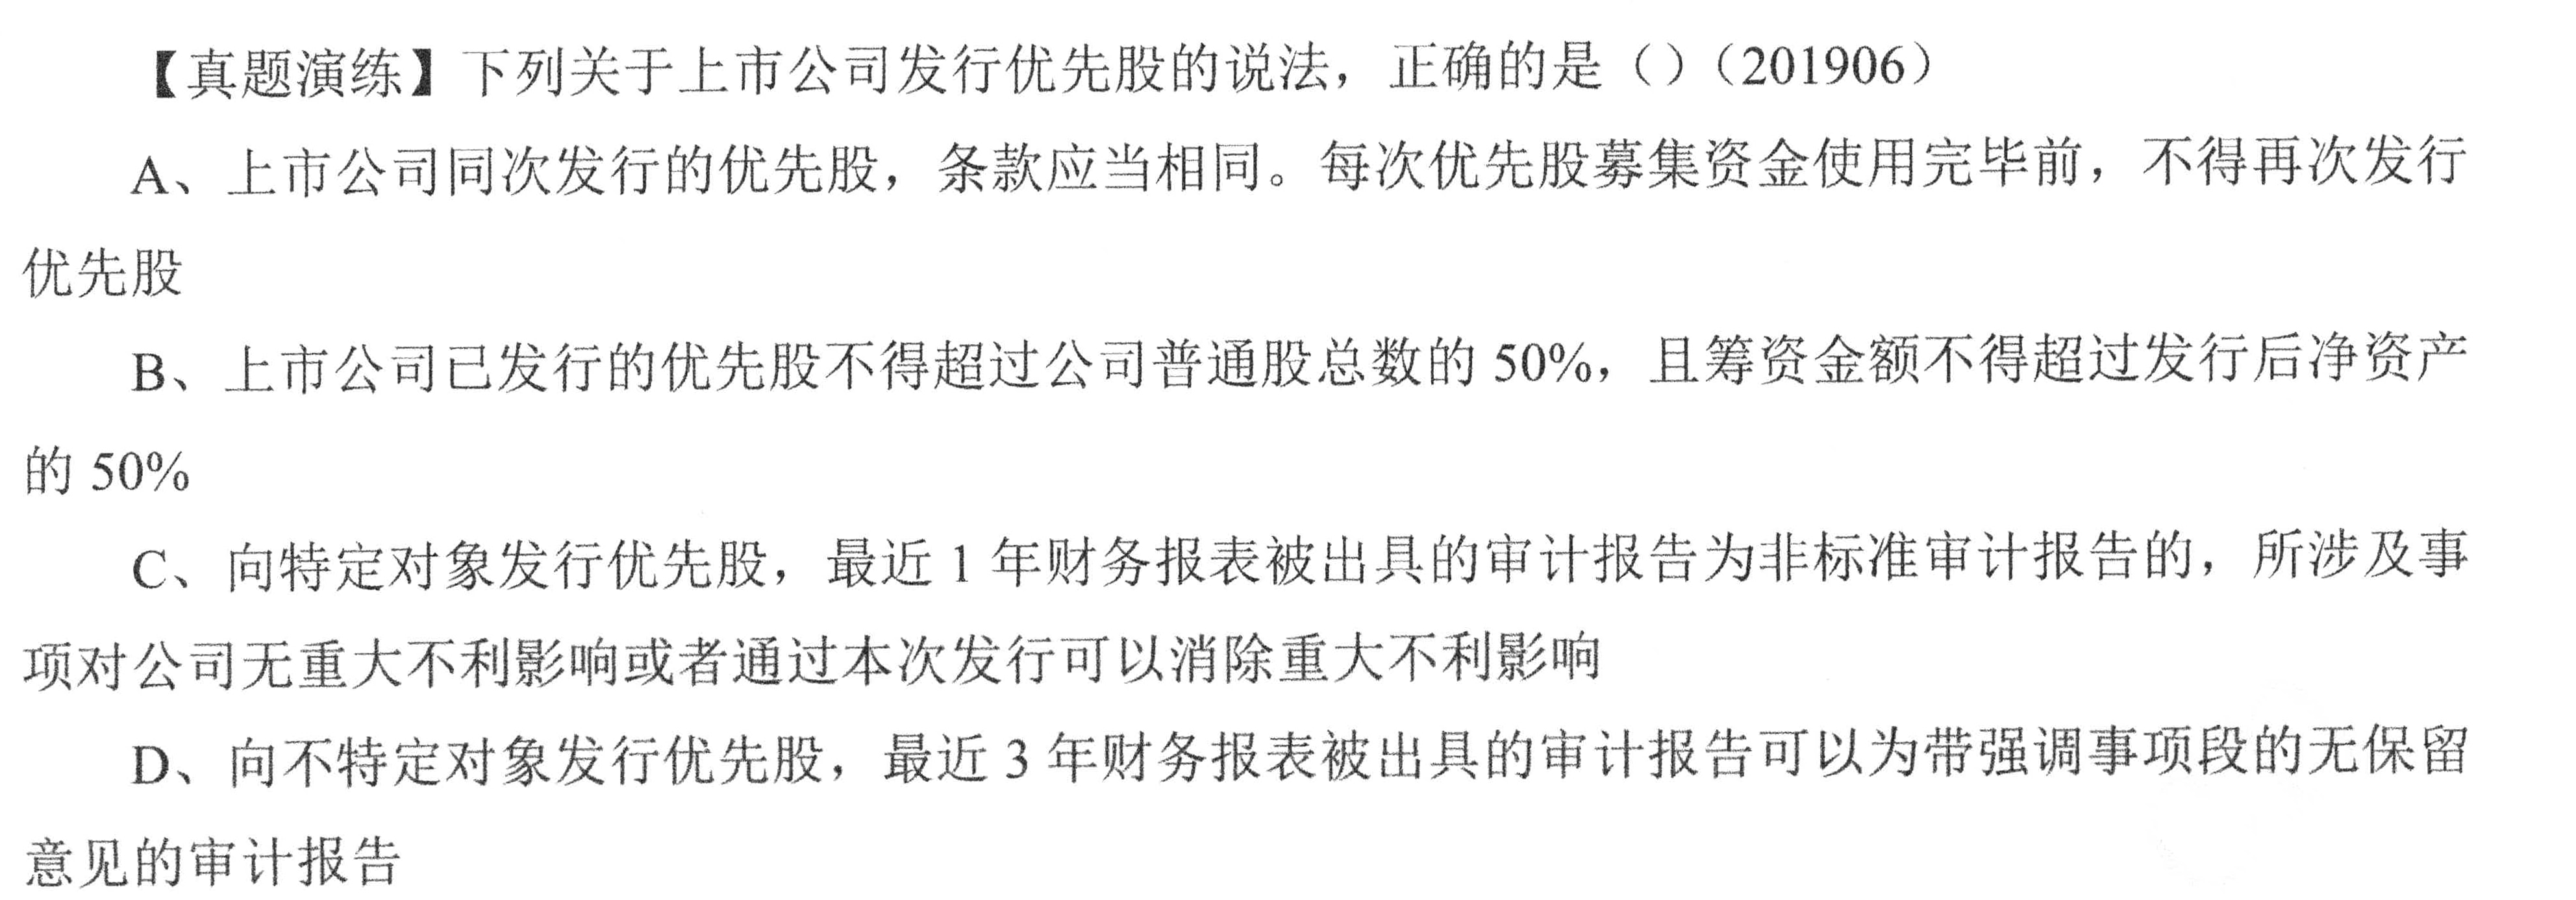 【真题演练】下列关于上市公司发行优先股的说法，正确的是（）（201906）
A、上市公司同次发行的优先股，条款应当相同。每次优先股募集资金使用完毕前，不得再次发行
优先股
B、上市公司已发行的优先股不得超过公司普通股总数的 50%，且筹资金额不得超过发行后净资产
的 50%
C、向特定对象发行优先股，最近 1 年财务报表被出具的审计报告为非标准审计报告的，所涉及事
项对公司无重大不利影响或者通过本次发行可以消除重大不利影响
D、向不特定对象发行优先股，最近 3 年财务报表被出具的审计报告可以为带强调事项段的无保留
意见的审计报告